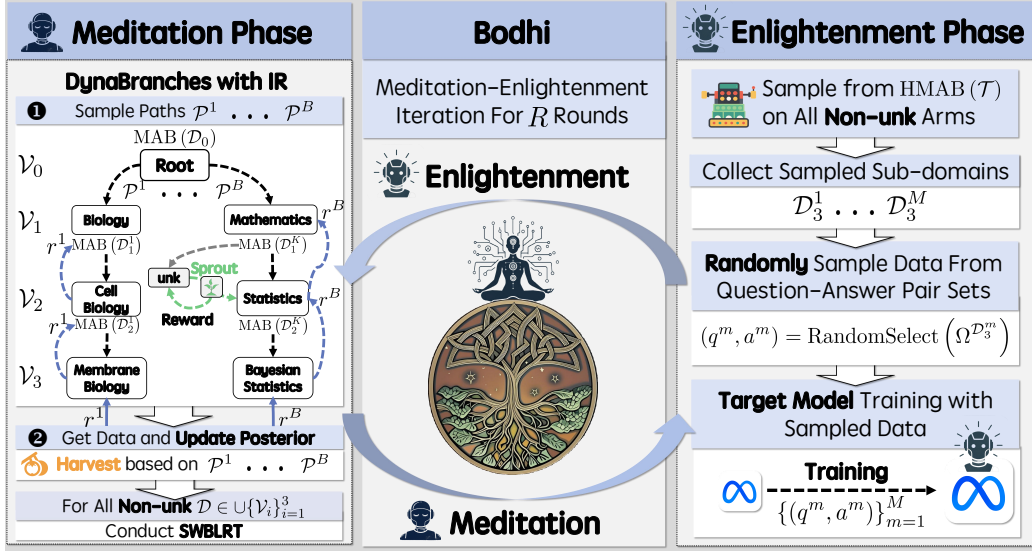 Meditation Phase
DynaBranches with IR
❶ Sample Paths 𝒫^1 . . . 𝒫^B
MAB (𝒟_0)
𝒱_0
Root
𝒫^1 . . . 𝒫^B
𝒱_1
Biology
Mathematics
r^B
r^1
MAB (𝒟_1^1)
MAB (𝒟_1^K)
unk
Sprout
𝒱_2
Cell
Biology
Statistics
r^B
Reward
r^1
MAB (𝒟_2^1)
MAB (𝒟_2^K)
𝒱_3
Membrane
Biology
Bayesian
Statistics
r^1
r^B
❷ Get Data and Update Posterior
Harvest based on 𝒫^1 . . . 𝒫^B
For All Non-unk 𝒟 ∈ ∪{𝒱_i}_{i=1}^3
Conduct SWBLRT
Bodhi
Meditation-Enlightenment
Iteration For R Rounds
Enlightenment
Meditation
Enlightenment Phase
Sample from HMAB (𝒯)
on All Non-unk Arms
Collect Sampled Sub-domains
𝒟_3^1 . . . 𝒟_3^M
Randomly Sample Data From
Question-Answer Pair Sets
(q^m, a^m) = RandomSelect (Ω^{𝒟_3^m})
Target Model Training with
Sampled Data
Training
{(q^m, a^m)}_{m=1}^M